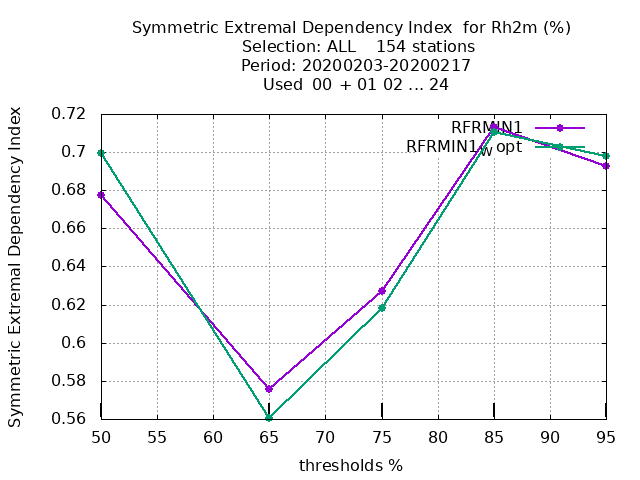 Symmetric Extremal Dependency Index for Rh2m (%)
Selection: ALL 154 stations
Period: 20200203-20200217
Used 00 + 01 02 ... 24
Symmetric Extremal Dependency Index
0.72
0.7
0.68
0.66
0.64
0.62
0.6
0.58
0.56
RFRMIN1
RFRMIN1w opt
50 55 60 65 70 75 80 85 90 95
thresholds %